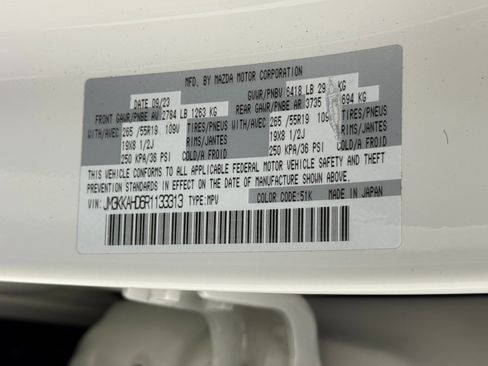 MFD. BY MAZDA MOTOR CORPORATION
DATE 09/23 GVWR/PNBV 6418 LB 29 KG
FRONT GAWR/PNBE AV 2784 LB 1263 KG REAR GAWR/PNBE AR 3735 694 KG
WITH/AVEC 265 /55R19 109V TIRES/PNEUS WITH/AVEC 265 /55R19 109 TIRES/PNEUS
19X8 1/2J RIMS/JANTES 19X8 1/2J RIMS/JANTES
250 KPA/36 PSI COLD/A FROID 250 KPA/36 PSI COLD/A FROID
THIS VEHICLE CONFORMS TO ALL APPLICABLE FEDERAL MOTOR VEHICLE SAFETY AND THEFT
PREVENTION STANDARDS IN EFFECT ON THE DATE OF MANUFACTURE SHOWN ABOVE.
VIN: JM3KKAHD6R1133313 TYPE:MPV COLOR CODE:51K MADE IN JAPAN